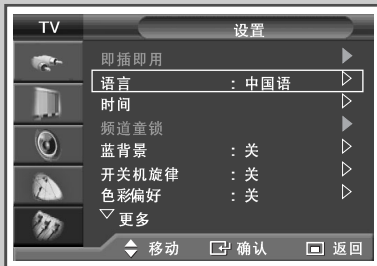 TV 设置
即插即用
语言 : 中国语
时间
频道童锁
蓝背景 : 关
开关机旋律 : 关
色彩偏好 : 关
更多
移动 确认 返回